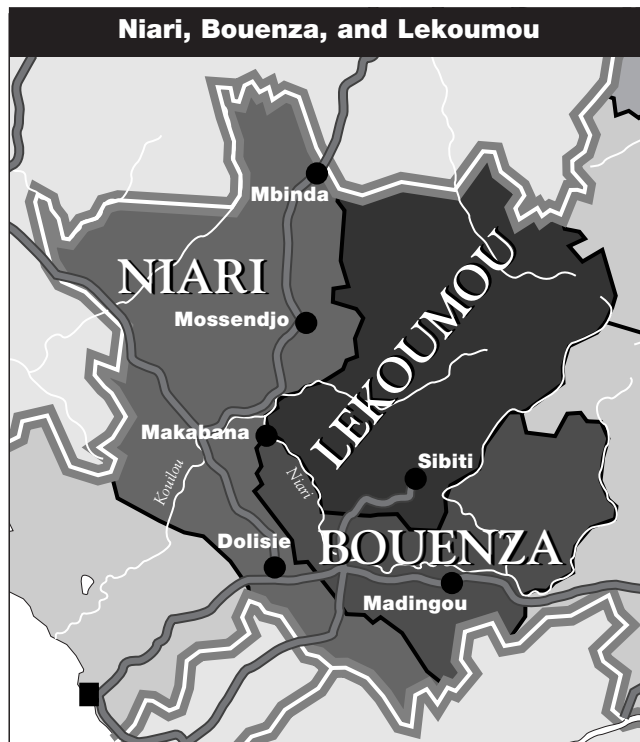 Niari, Bouenza, and Lekoumou
Mbinda
NIARI
LEKOUMOU
Mossendjo
Makabana
Sibiti
Kouilou
Niari
Dolisie
BOUENZA
Madingou